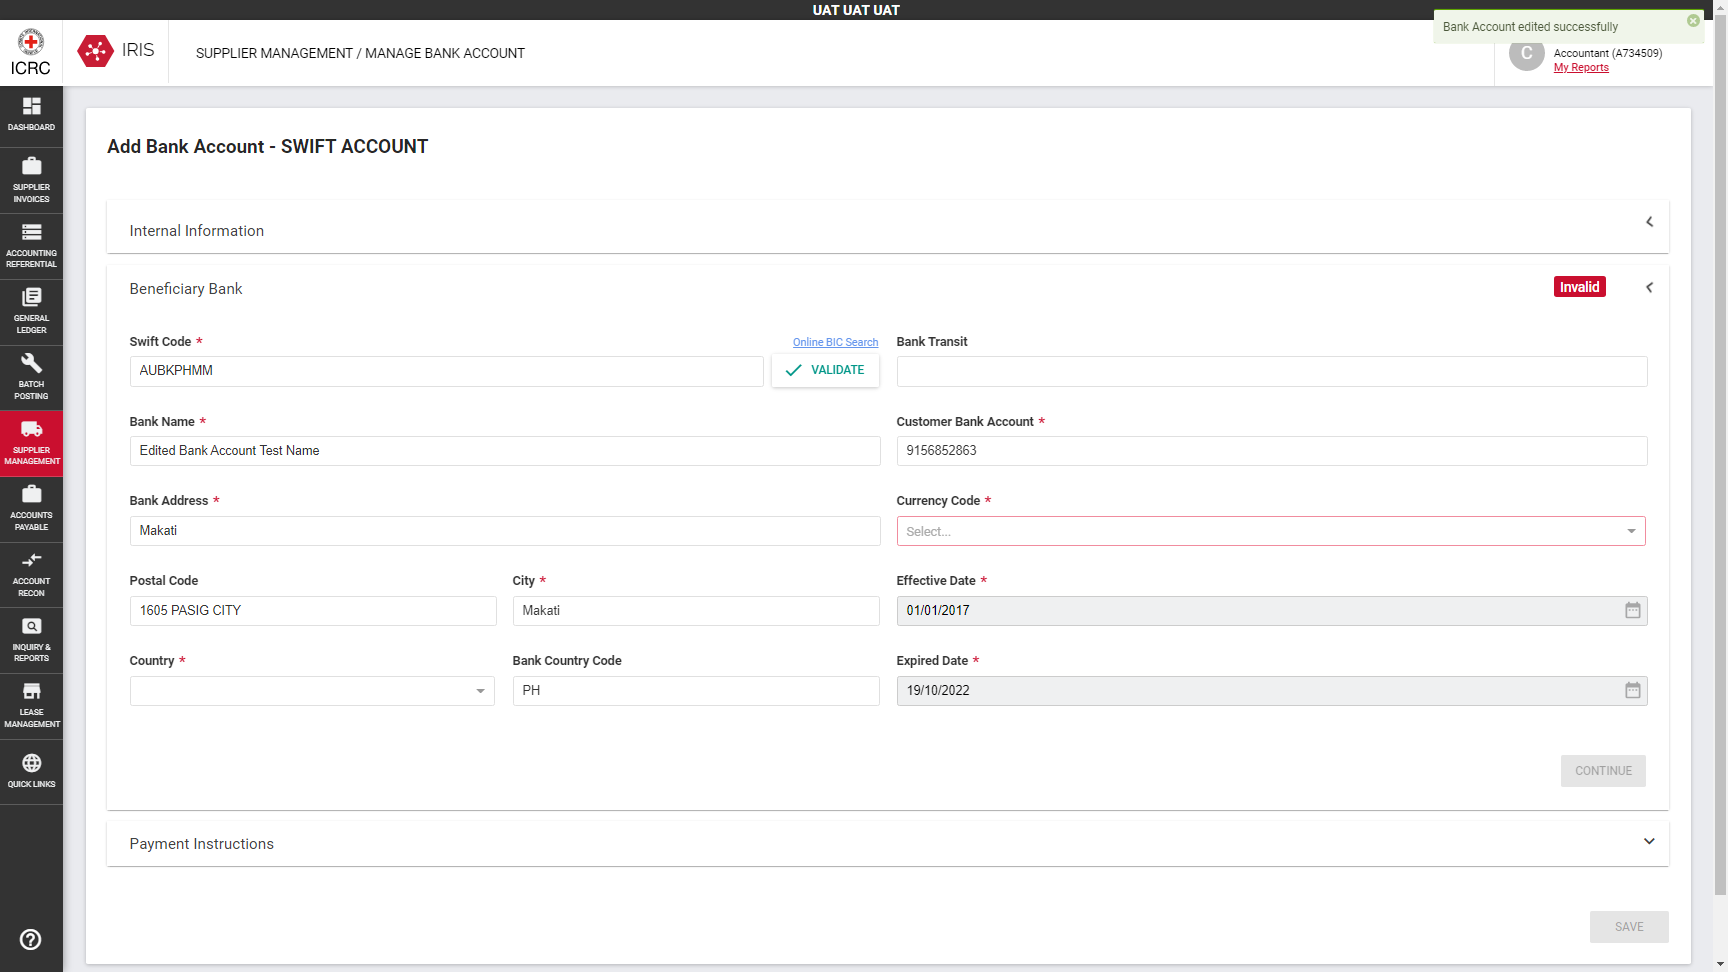 UAT UAT UAT
Bank Account edited successfully
ICRC
IRIS
SUPPLIER MANAGEMENT / MANAGE BANK ACCOUNT
C
Accountant (A734509)
My Reports
DASHBOARD
SUPPLIER
INVOICES
ACCOUNTING
REFERENTIAL
GENERAL
LEDGER
BATCH
POSTING
SUPPLIER
MANAGEMENT
ACCOUNTS
PAYABLE
ACCOUNT
RECON
INQUIRY &
REPORTS
LEASE
MANAGEMENT
QUICK LINKS
Add Bank Account - SWIFT ACCOUNT
Internal Information
Beneficiary Bank
Invalid
Swift Code *
Online BIC Search
Bank Transit
AUBKPHMM
VALIDATE
Bank Name *
Customer Bank Account *
Edited Bank Account Test Name
9156852863
Bank Address *
Currency Code *
Makati
Select...
Postal Code
City *
Effective Date *
1605 PASIG CITY
Makati
01/01/2017
Country *
Bank Country Code
Expired Date *
PH
19/10/2022
CONTINUE
Payment Instructions
SAVE